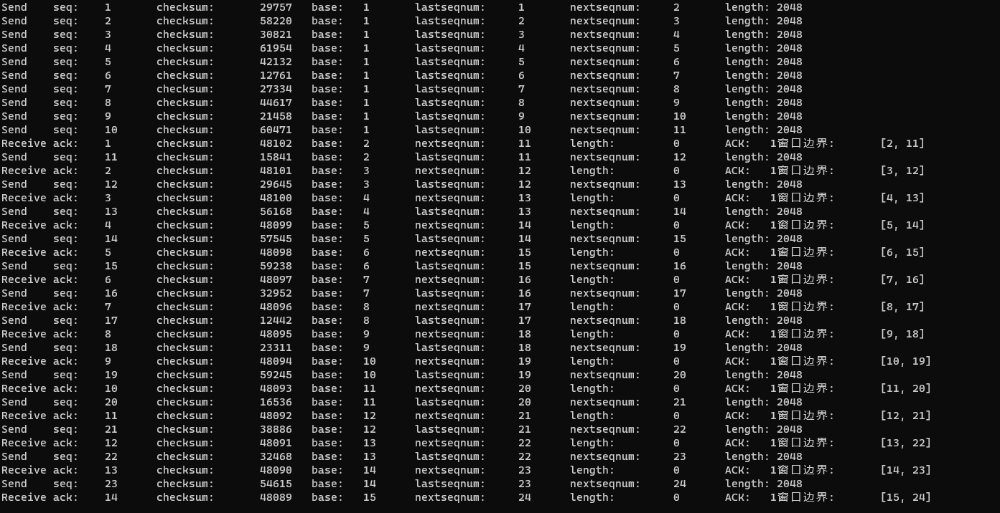 Send seq: 1 checksum: 29757 base: 1 lastseqnum: 1 nextseqnum: 2 length: 2048
Send seq: 2 checksum: 58220 base: 1 lastseqnum: 2 nextseqnum: 3 length: 2048
Send seq: 3 checksum: 30821 base: 1 lastseqnum: 3 nextseqnum: 4 length: 2048
Send seq: 4 checksum: 61954 base: 1 lastseqnum: 4 nextseqnum: 5 length: 2048
Send seq: 5 checksum: 42132 base: 1 lastseqnum: 5 nextseqnum: 6 length: 2048
Send seq: 6 checksum: 12761 base: 1 lastseqnum: 6 nextseqnum: 7 length: 2048
Send seq: 7 checksum: 27334 base: 1 lastseqnum: 7 nextseqnum: 8 length: 2048
Send seq: 8 checksum: 44617 base: 1 lastseqnum: 8 nextseqnum: 9 length: 2048
Send seq: 9 checksum: 21458 base: 1 lastseqnum: 9 nextseqnum: 10 length: 2048
Send seq: 10 checksum: 60471 base: 1 lastseqnum: 10 nextseqnum: 11 length: 2048
Receive ack: 1 checksum: 48102 base: 2 nextseqnum: 11 length: 0 ACK: 1窗口边界: [2, 11]
Send seq: 11 checksum: 15841 base: 2 lastseqnum: 11 nextseqnum: 12 length: 2048
Receive ack: 2 checksum: 48101 base: 3 nextseqnum: 12 length: 0 ACK: 1窗口边界: [3, 12]
Send seq: 12 checksum: 29645 base: 3 lastseqnum: 12 nextseqnum: 13 length: 2048
Receive ack: 3 checksum: 48100 base: 4 nextseqnum: 13 length: 0 ACK: 1窗口边界: [4, 13]
Send seq: 13 checksum: 56168 base: 4 lastseqnum: 13 nextseqnum: 14 length: 2048
Receive ack: 4 checksum: 48099 base: 5 nextseqnum: 14 length: 0 ACK: 1窗口边界: [5, 14]
Send seq: 14 checksum: 57545 base: 5 lastseqnum: 14 nextseqnum: 15 length: 2048
Receive ack: 5 checksum: 48098 base: 6 nextseqnum: 15 length: 0 ACK: 1窗口边界: [6, 15]
Send seq: 15 checksum: 59238 base: 6 lastseqnum: 15 nextseqnum: 16 length: 2048
Receive ack: 6 checksum: 48097 base: 7 nextseqnum: 16 length: 0 ACK: 1窗口边界: [7, 16]
Send seq: 16 checksum: 32952 base: 7 lastseqnum: 16 nextseqnum: 17 length: 2048
Receive ack: 7 checksum: 48096 base: 8 nextseqnum: 17 length: 0 ACK: 1窗口边界: [8, 17]
Send seq: 17 checksum: 12442 base: 8 lastseqnum: 17 nextseqnum: 18 length: 2048
Receive ack: 8 checksum: 48095 base: 9 nextseqnum: 18 length: 0 ACK: 1窗口边界: [9, 18]
Send seq: 18 checksum: 23311 base: 9 lastseqnum: 18 nextseqnum: 19 length: 2048
Receive ack: 9 checksum: 48094 base: 10 nextseqnum: 19 length: 0 ACK: 1窗口边界: [10, 19]
Send seq: 19 checksum: 59245 base: 10 lastseqnum: 19 nextseqnum: 20 length: 2048
Receive ack: 10 checksum: 48093 base: 11 nextseqnum: 20 length: 0 ACK: 1窗口边界: [11, 20]
Send seq: 20 checksum: 16536 base: 11 lastseqnum: 20 nextseqnum: 21 length: 2048
Receive ack: 11 checksum: 48092 base: 12 nextseqnum: 21 length: 0 ACK: 1窗口边界: [12, 21]
Send seq: 21 checksum: 38886 base: 12 lastseqnum: 21 nextseqnum: 22 length: 2048
Receive ack: 12 checksum: 48091 base: 13 nextseqnum: 22 length: 0 ACK: 1窗口边界: [13, 22]
Send seq: 22 checksum: 32468 base: 13 lastseqnum: 22 nextseqnum: 23 length: 2048
Receive ack: 13 checksum: 48090 base: 14 nextseqnum: 23 length: 0 ACK: 1窗口边界: [14, 23]
Send seq: 23 checksum: 54615 base: 14 lastseqnum: 23 nextseqnum: 24 length: 2048
Receive ack: 14 checksum: 48089 base: 15 nextseqnum: 24 length: 0 ACK: 1窗口边界: [15, 24]